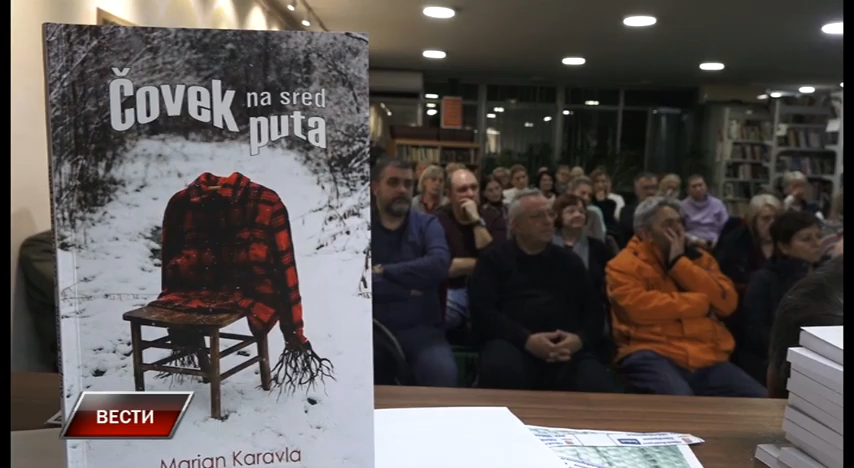 Čovek
na sred
puta
ВЕСТИ
Marjan Karavla